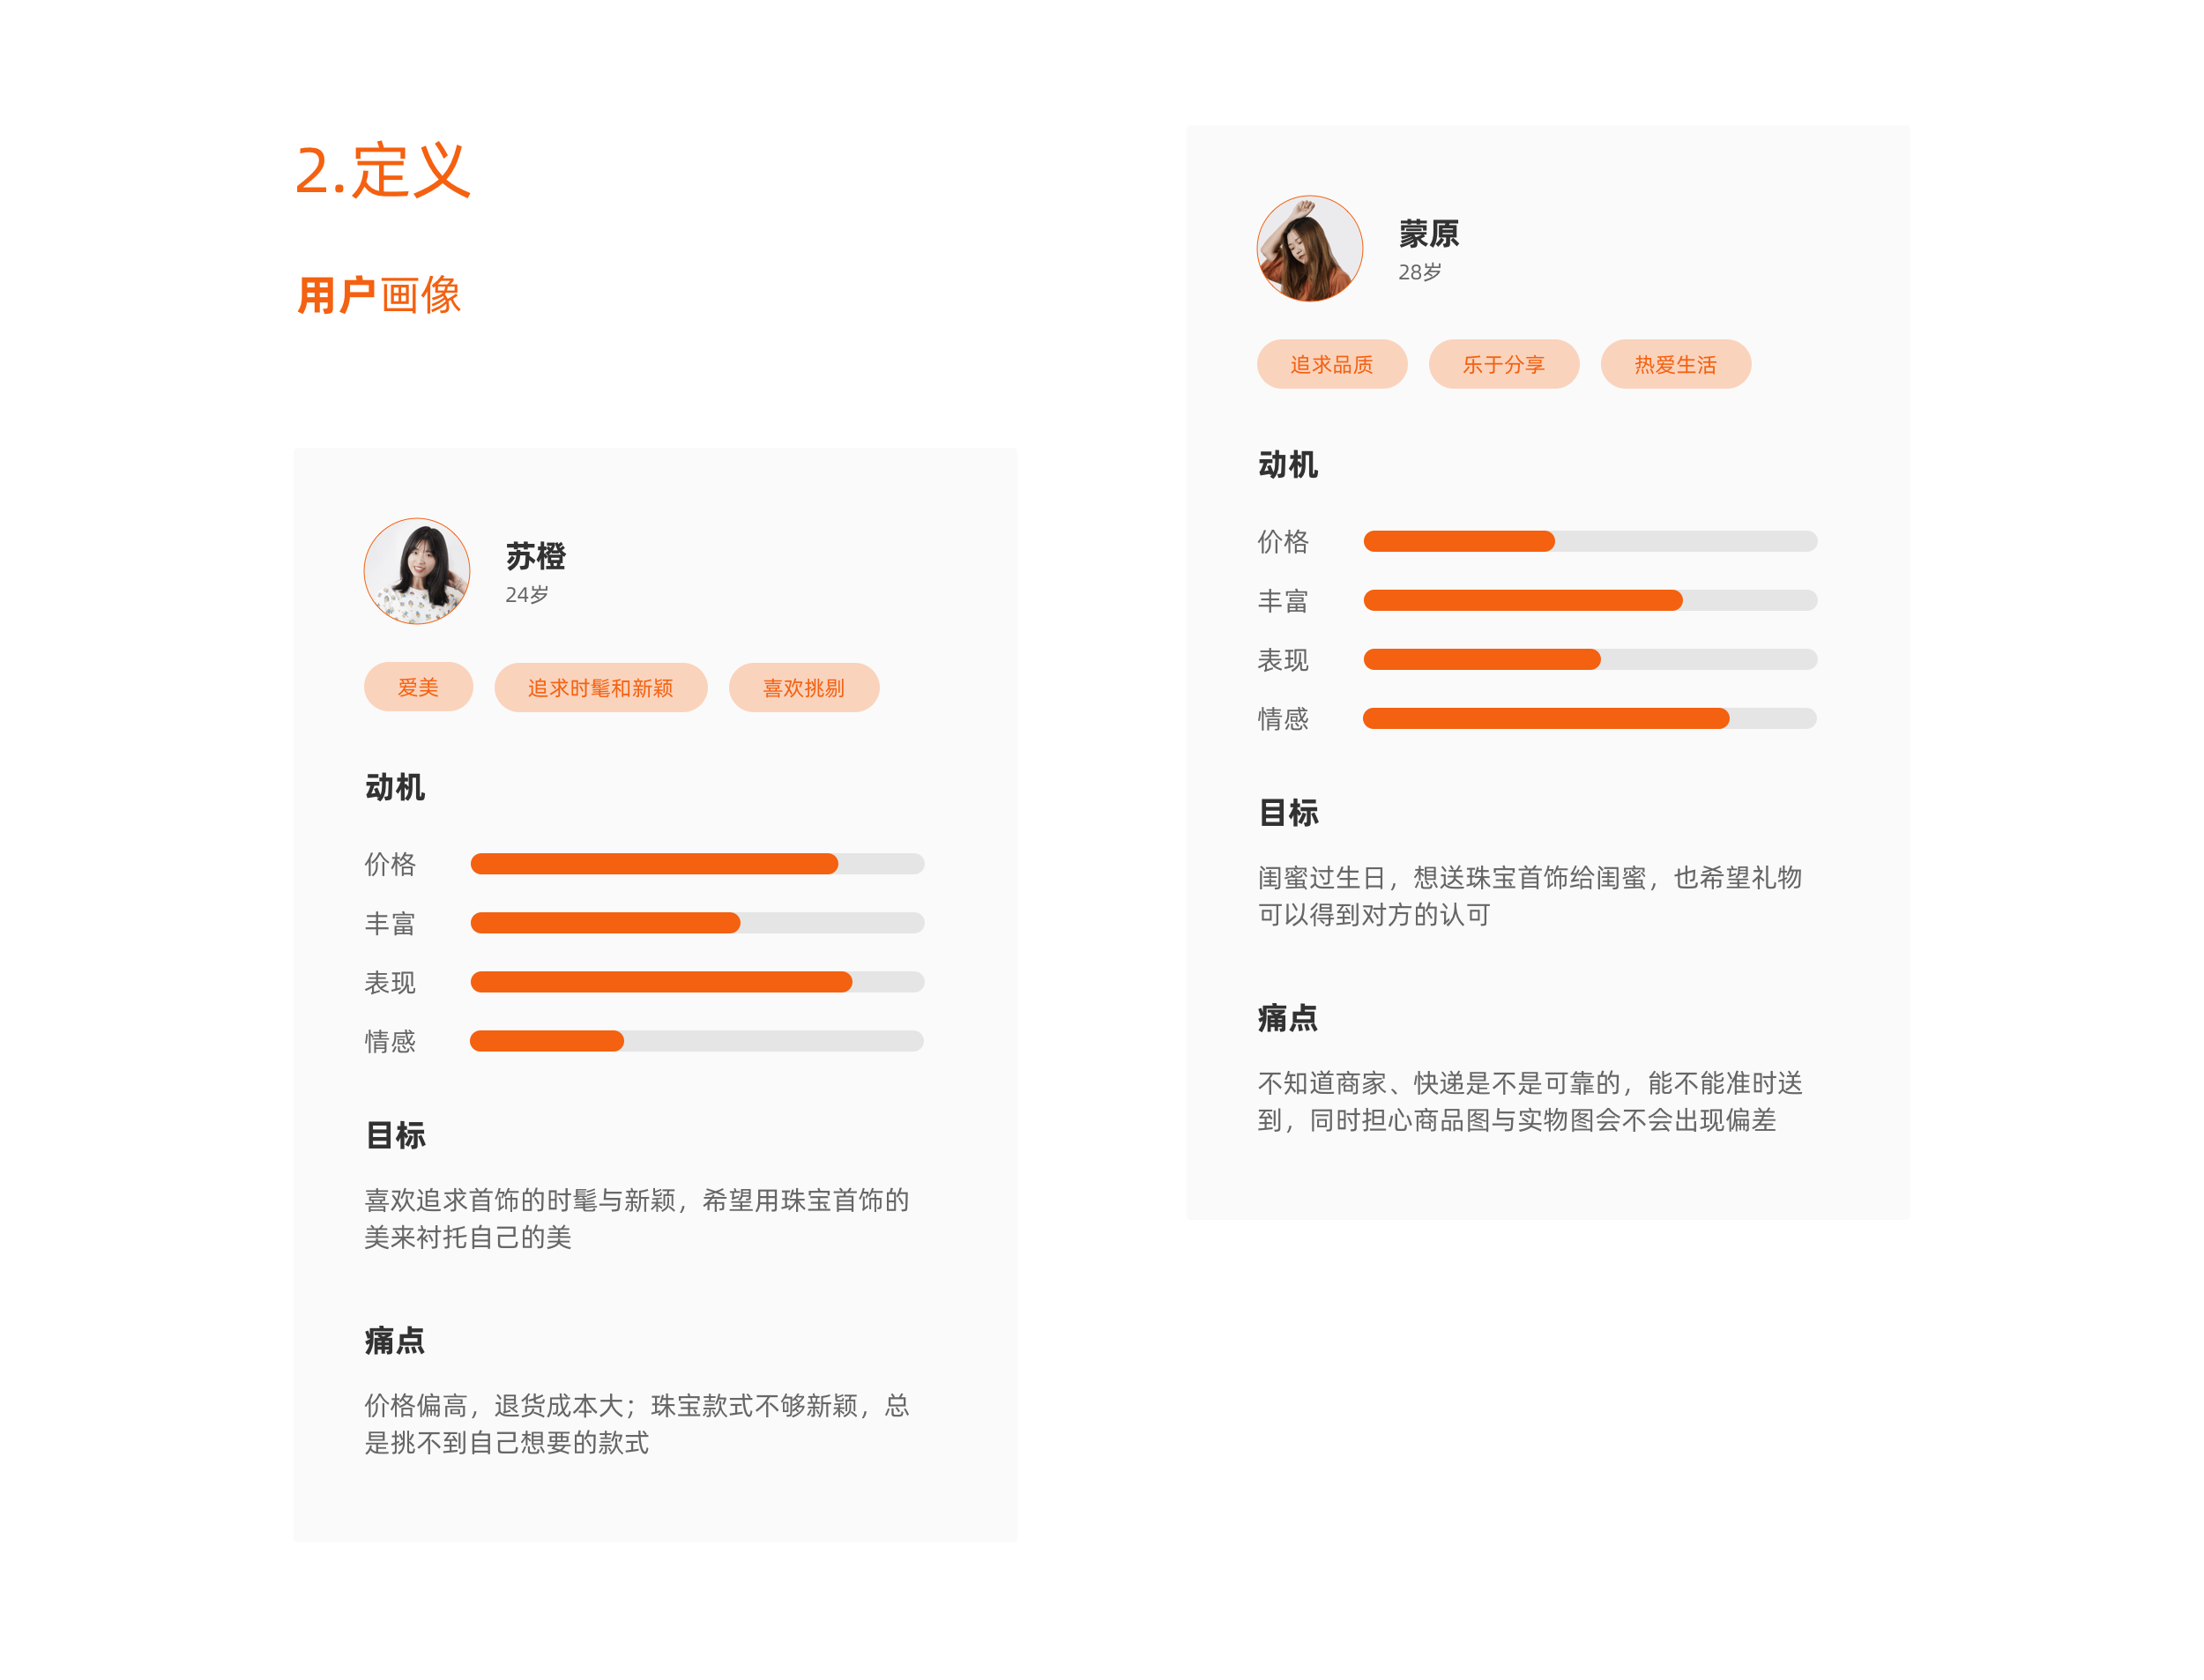 2.定义
用户画像
苏橙
24岁
爱美
追求时髦和新颖
喜欢挑剔
动机
价格
丰富
表现
情感
目标
喜欢追求首饰的时髦与新颖，希望用珠宝首饰的
美来衬托自己的美
痛点
价格偏高，退货成本大；珠宝款式不够新颖，总
是挑不到自己想要的款式
蒙原
28岁
追求品质
乐于分享
热爱生活
动机
价格
丰富
表现
情感
目标
闺蜜过生日，想送珠宝首饰给闺蜜，也希望礼物
可以得到对方的认可
痛点
不知道商家、快递是不是可靠的，能不能准时送
到，同时担心商品图与实物图会不会出现偏差